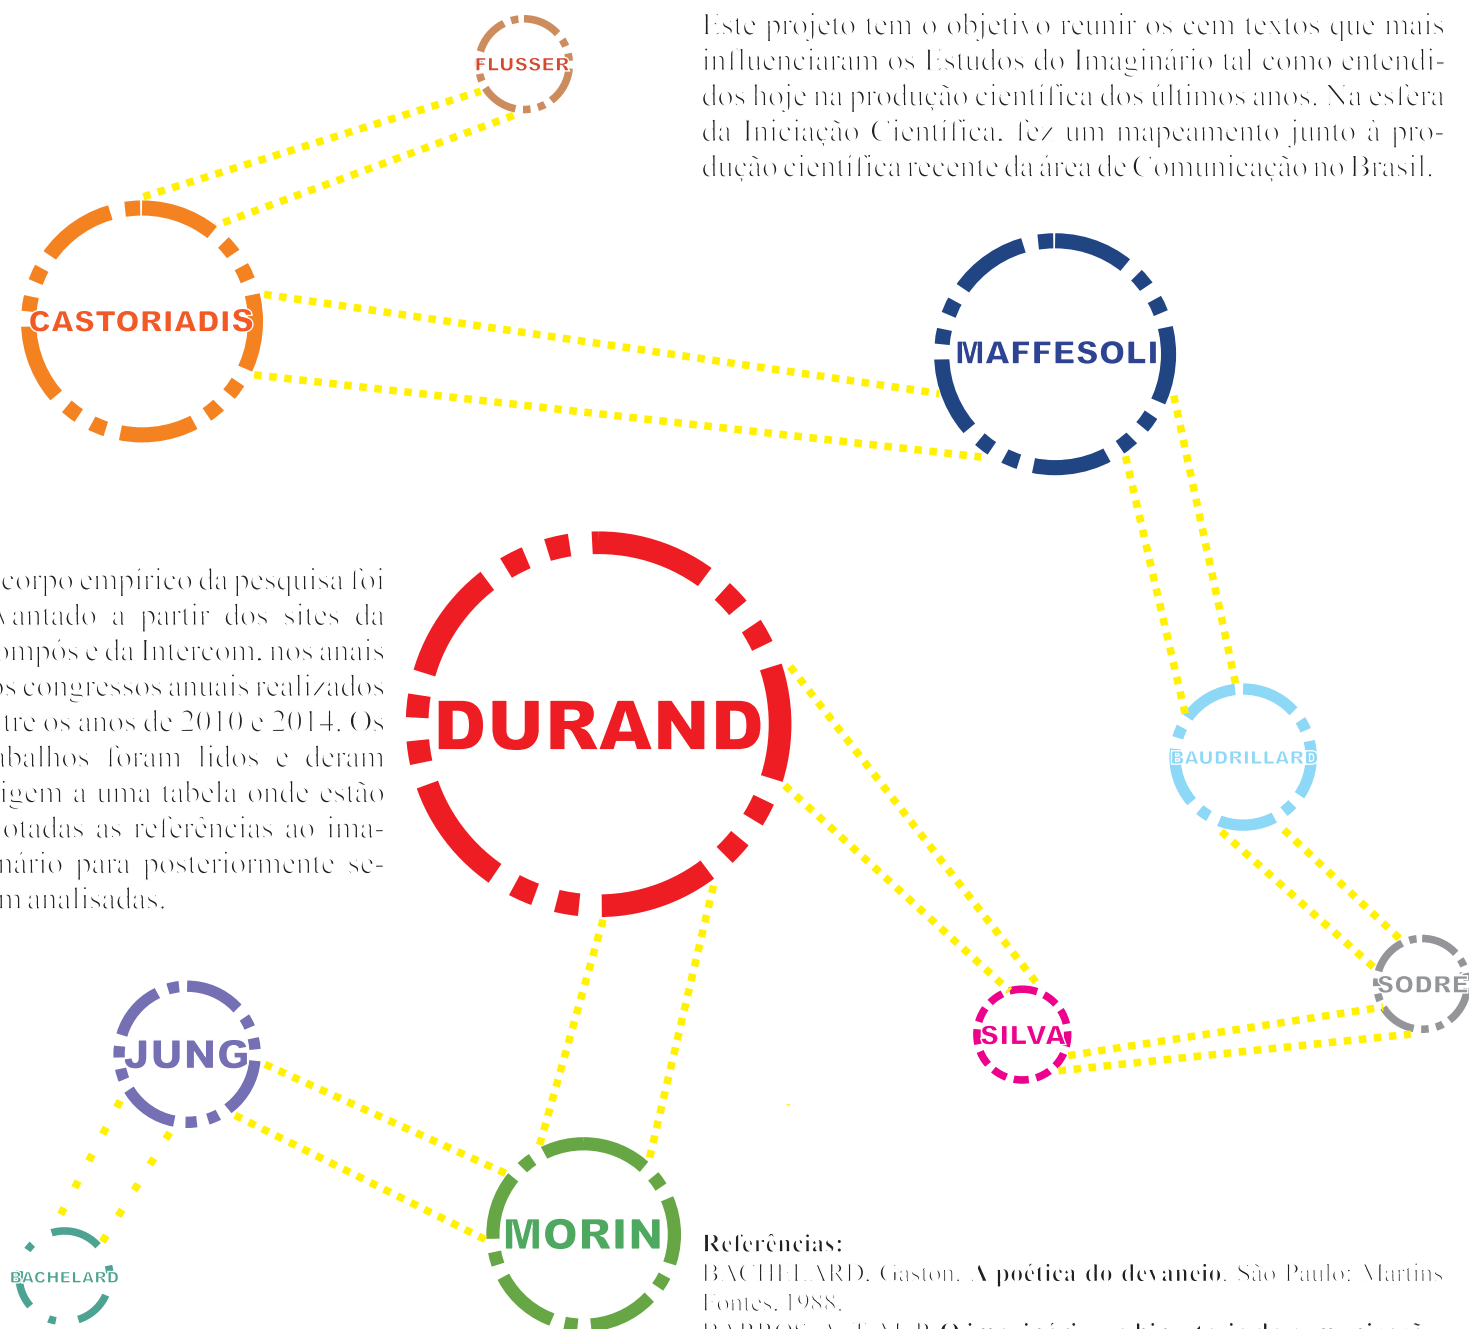 FLUSSER
Este projeto tem o objetivo reunir os cem textos que mais
influenciaram os Estudos do Imaginário tal como entendi-
dos hoje na produção científica dos últimos anos. Na esfera
da Iniciação Científica, fez um mapeamento junto à pro-
dução científica recente da área de Comunicação no Brasil.
CASTORIADIS
MAFFESOLI
corpo empírico da pesquisa foi
vantado a partir dos sites da
ompós e da Intercom, nos anais
os congressos anuais realizados
tre os anos de 2010 e 2014. Os
abalhos foram lidos e deram
igem a uma tabela onde estão
otadas as referências ao ima-
nário para posteriormente se-
m analisadas.
DURAND
BAUDRILLARD
SODRÉ
SILVA
JUNG
MORIN
BACHELARD
Referências:
BACHELARD, Gaston. A poética do devaneio. São Paulo: Martins
Fontes, 1988.